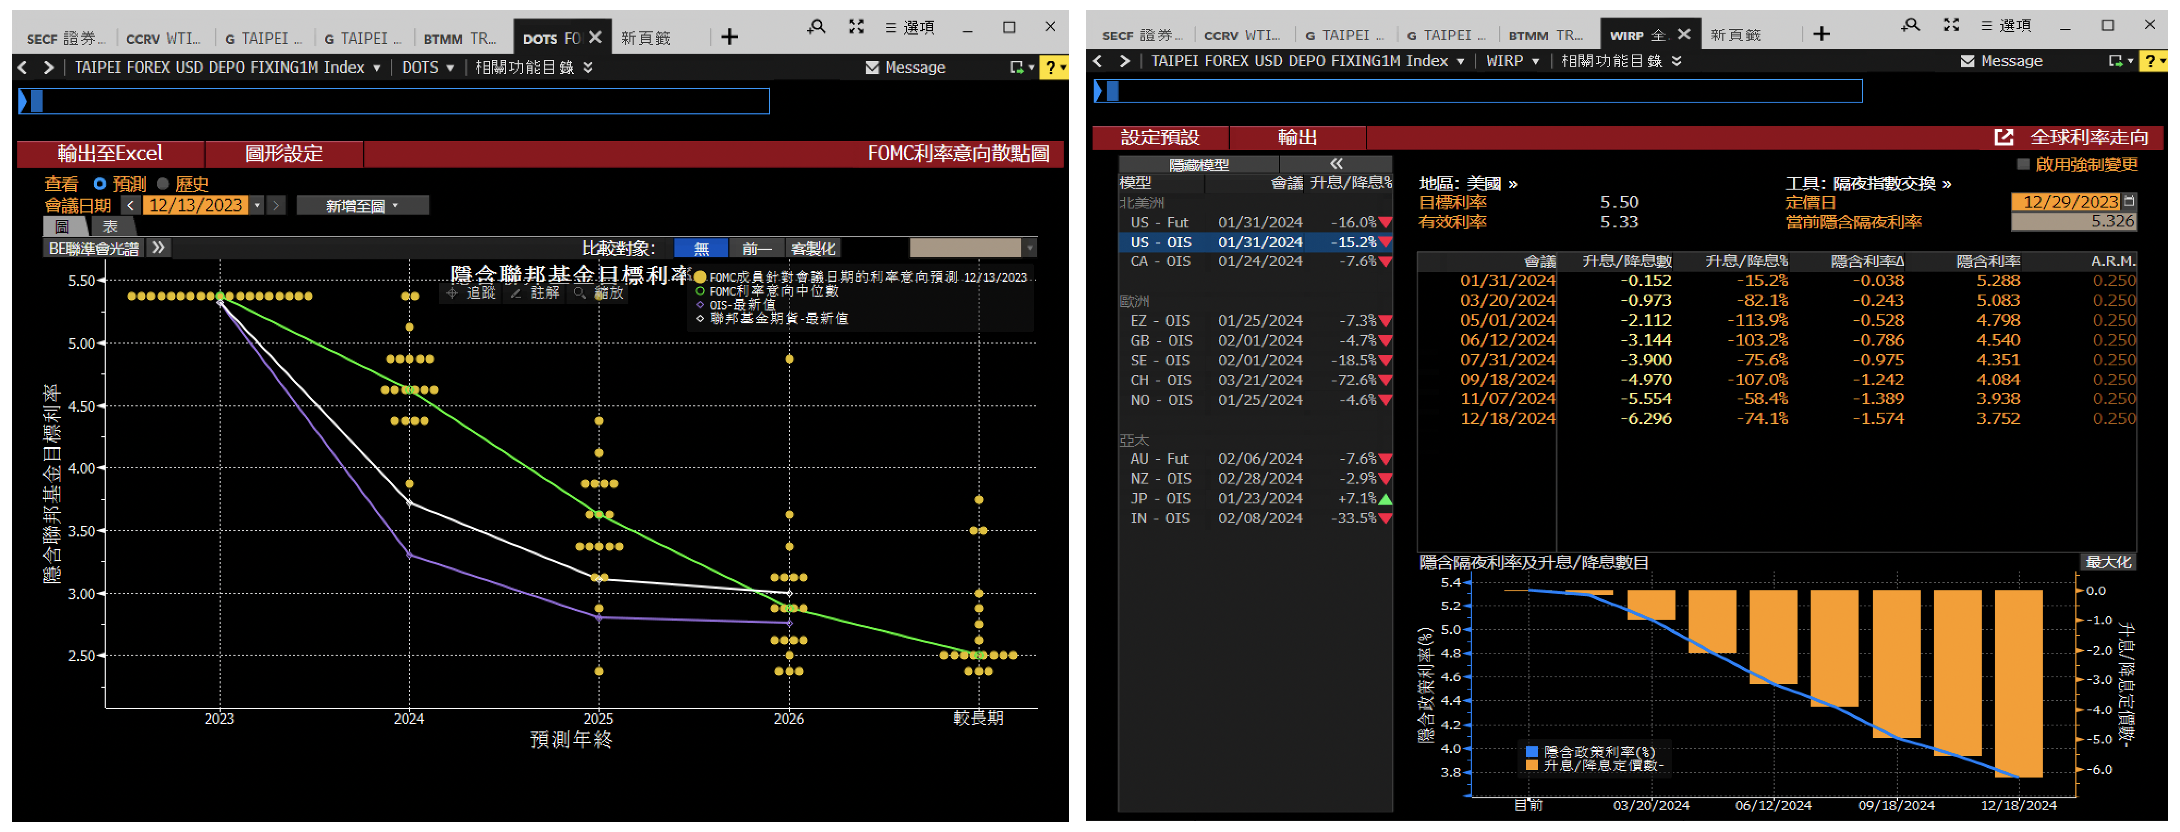 SECF 證券...
CCRV WTI...
G TAIPEI ...
G TAIPEI ...
BTMM TR...
DOTS FO
新頁籤
選項
TAIPEI FOREX USD DEPO FIXING1M Index
DOTS
相關功能目錄
Message
?
輸出至Excel
圖形設定
FOMC利率意向散點圖
查看
預測
歷史
會議日期
12/13/2023
新增至圖
圖
表
BE聯準會光譜
比較對象:
無
前一
客製化
隱含聯邦基金目標利率
追蹤
註解
縮放
FOMC成員針對會議日期的利率意向預測 12/13/2023
FOMC利率意向中位數
OIS-最新值
聯邦基金期貨-最新值
隱含聯邦基金目標利率
5.50
5.00
4.50
4.00
3.50
3.00
2.50
2023
2024
2025
2026
較長期
預測年終
SECF 證券...
CCRV WTI...
G TAIPEI ...
G TAIPEI ...
BTMM TR...
WIRP 全
新頁籤
選項
TAIPEI FOREX USD DEPO FIXING1M Index
WIRP
相關功能目錄
Message
?
設定預設
輸出
全球利率走向
隱藏模型
啟用強制變更
模型 會議 升息/降息%
北美洲
US - Fut 01/31/2024 -16.0%
US - OIS 01/31/2024 -15.2%
CA - OIS 01/24/2024 -7.6%
歐洲
EZ - OIS 01/25/2024 -7.3%
GB - OIS 02/01/2024 -4.7%
SE - OIS 02/01/2024 -18.5%
CH - OIS 03/21/2024 -72.6%
NO - OIS 01/25/2024 -4.6%
亞太
AU - Fut 02/06/2024 -7.6%
NZ - OIS 02/28/2024 -2.9%
JP - OIS 01/23/2024 +7.1%
IN - OIS 02/08/2024 -33.5%
地區: 美國 »
工具: 隔夜指數交換 »
目標利率 5.50
定價日 12/29/2023
有效利率 5.33
當前隱含隔夜利率 5.326
會議 升息/降息數 升息/降息% 隱含利率Δ 隱含利率 A.R.M.
01/31/2024 -0.152 -15.2% -0.038 5.288 0.250
03/20/2024 -0.973 -82.1% -0.243 5.083 0.250
05/01/2024 -2.112 -113.9% -0.528 4.798 0.250
06/12/2024 -3.144 -103.2% -0.786 4.540 0.250
07/31/2024 -3.900 -75.6% -0.975 4.351 0.250
09/18/2024 -4.970 -107.0% -1.242 4.084 0.250
11/07/2024 -5.554 -58.4% -1.389 3.938 0.250
12/18/2024 -6.296 -74.1% -1.574 3.752 0.250
隱含隔夜利率及升息/降息數目
最大化
隱含政策利率(%)
5.4
5.2
5.0
4.8
4.6
4.4
4.2
4.0
3.8
隱含政策利率(%)
升息/降息定價數-
0.0
-1.0
-2.0
-3.0
-4.0
-5.0
-6.0
升息/降息定價數-
目前
03/20/2024
06/12/2024
09/18/2024
12/18/2024